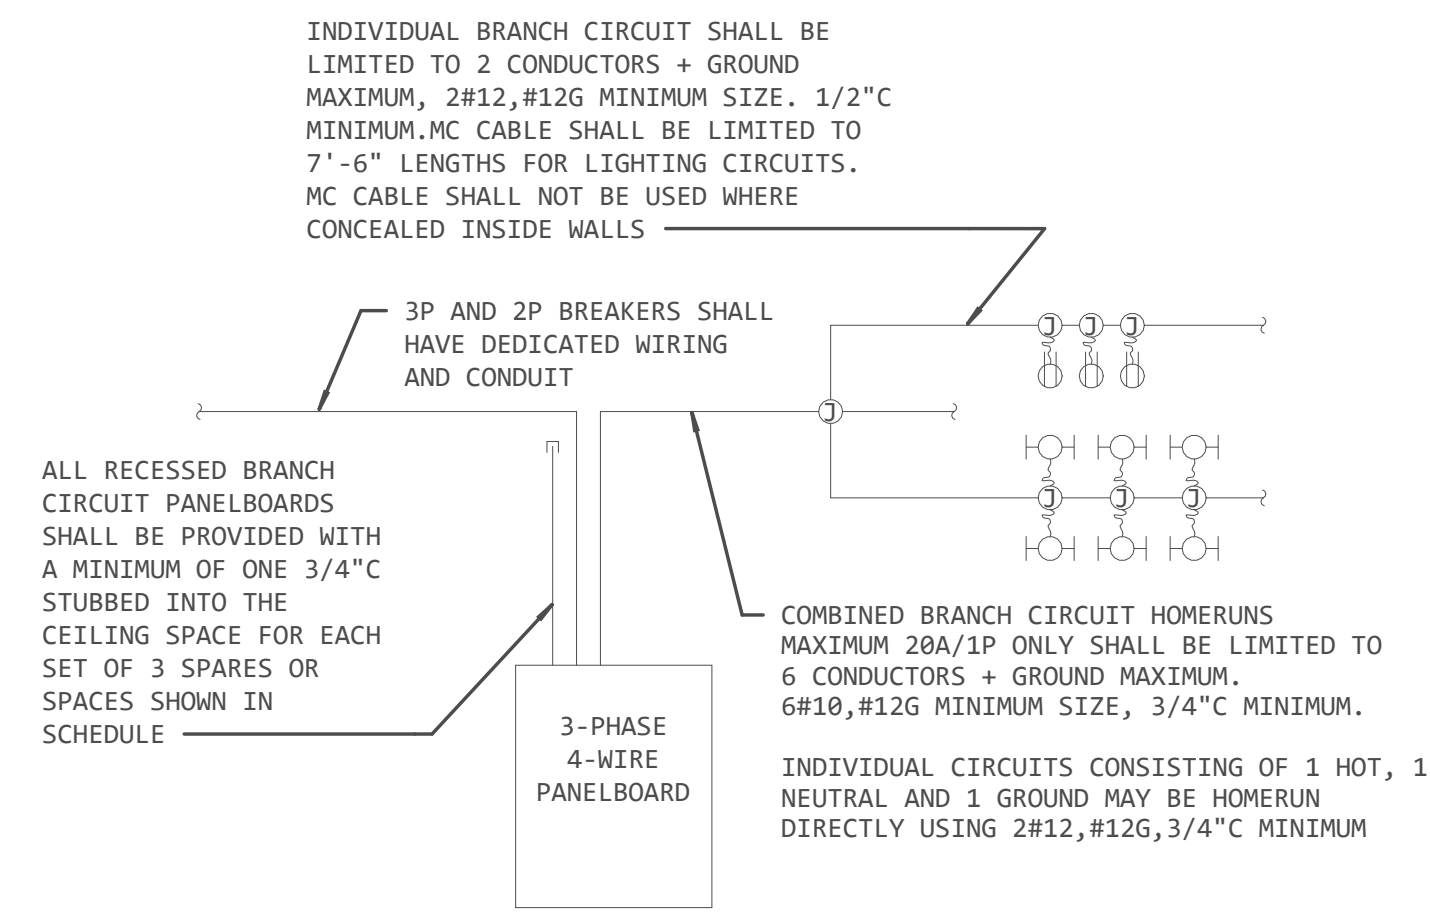 INDIVIDUAL BRANCH CIRCUIT SHALL BE
LIMITED TO 2 CONDUCTORS + GROUND
MAXIMUM, 2#12,#12G MINIMUM SIZE. 1/2"C
MINIMUM.MC CABLE SHALL BE LIMITED TO
7'-6" LENGTHS FOR LIGHTING CIRCUITS.
MC CABLE SHALL NOT BE USED WHERE
CONCEALED INSIDE WALLS
3P AND 2P BREAKERS SHALL
HAVE DEDICATED WIRING
AND CONDUIT
J J J
J
J J J
ALL RECESSED BRANCH
CIRCUIT PANELBOARDS
SHALL BE PROVIDED WITH
A MINIMUM OF ONE 3/4"C
STUBBED INTO THE
CEILING SPACE FOR EACH
SET OF 3 SPARES OR
SPACES SHOWN IN
SCHEDULE
3-PHASE
4-WIRE
PANELBOARD
COMBINED BRANCH CIRCUIT HOMERUNS
MAXIMUM 20A/1P ONLY SHALL BE LIMITED TO
6 CONDUCTORS + GROUND MAXIMUM.
6#10,#12G MINIMUM SIZE, 3/4"C MINIMUM.
INDIVIDUAL CIRCUITS CONSISTING OF 1 HOT, 1
NEUTRAL AND 1 GROUND MAY BE HOMERUN
DIRECTLY USING 2#12,#12G,3/4"C MINIMUM